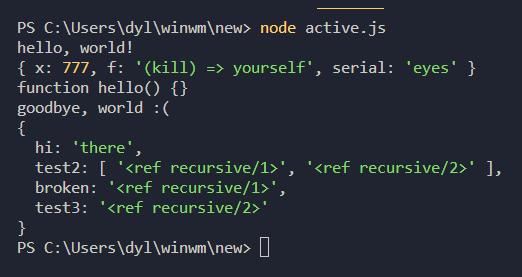 PS C:\Users\dyl\winwm\new> node active.js
hello, world!
{ x: 777, f: '(kill) => yourself', serial: 'eyes' }
function hello() {}
goodbye, world :(
{
  hi: 'there',
  test2: [ '<ref recursive/1>', '<ref recursive/2>' ],
  broken: '<ref recursive/1>',
  test3: '<ref recursive/2>'
}
PS C:\Users\dyl\winwm\new>